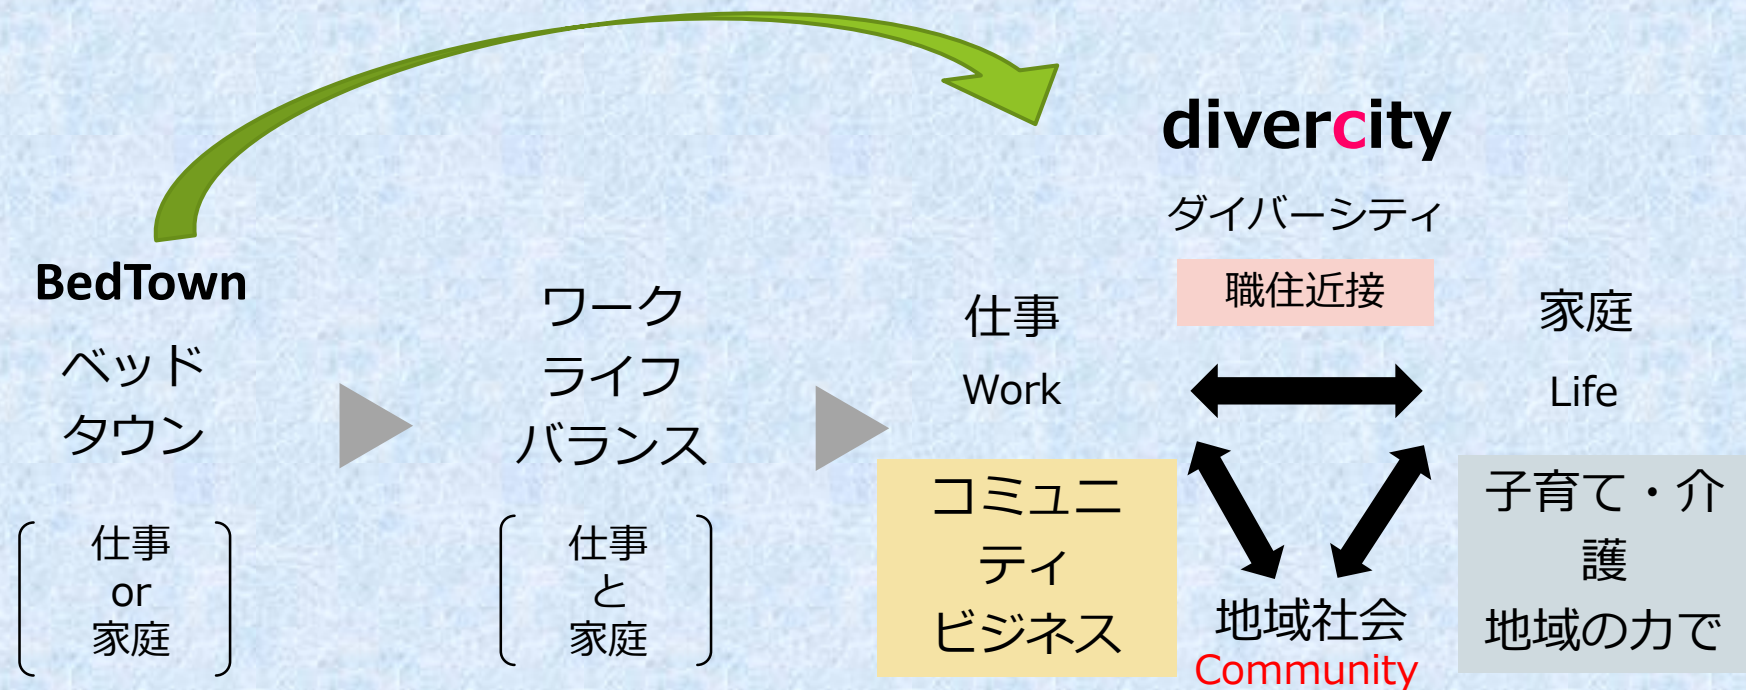 BedTown
ベッド
タウン
仕事
or
家庭
ワーク
ライフ
バランス
仕事
と
家庭
divercity
ダイバーシティ
職住近接
仕事
Work
家庭
Life
コミュニ
ティ
ビジネス
地域社会
Community
子育て・介
護
地域の力で